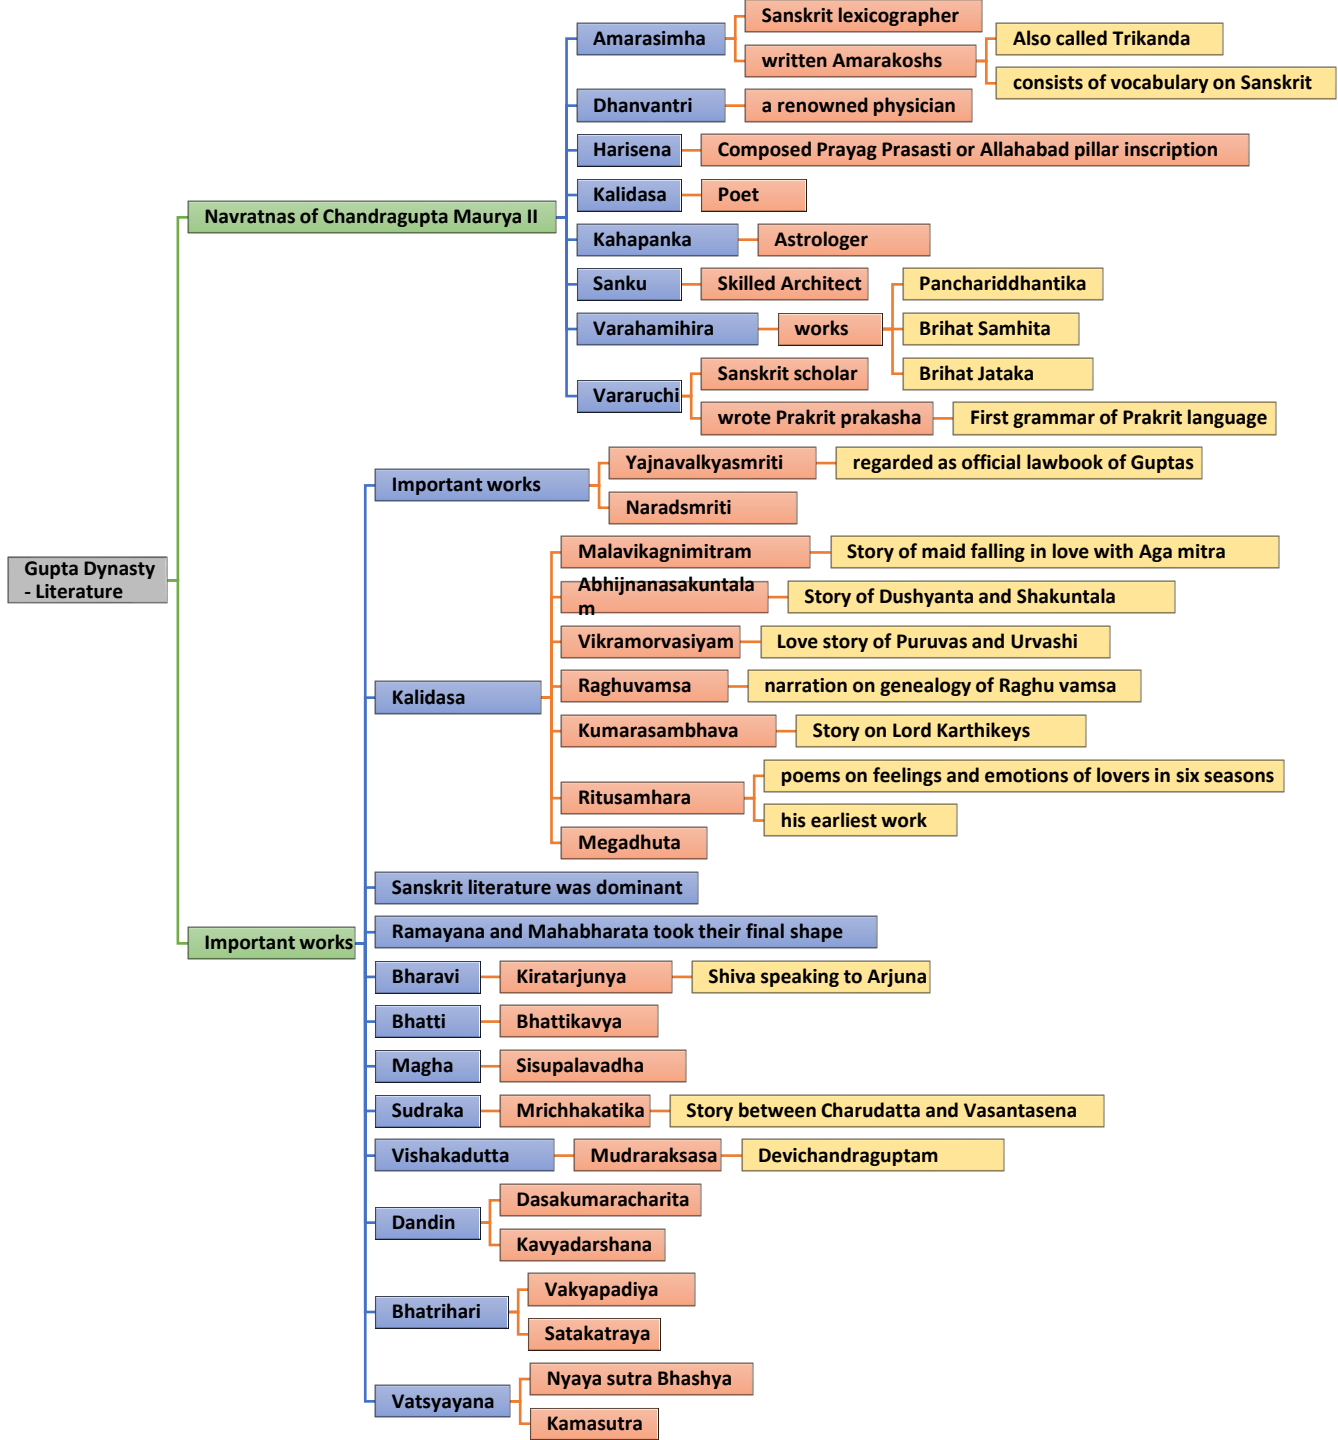 Gupta Dynasty
- Literature
Navratnas of Chandragupta Maurya II
Amarasimha
Sanskrit lexicographer
written Amarakoshs
Also called Trikanda
consists of vocabulary on Sanskrit
Dhanvantri
a renowned physician
Harisena
Composed Prayag Prasasti or Allahabad pillar inscription
Kalidasa
Poet
Kahapanka
Astrologer
Sanku
Skilled Architect
Varahamihira
works
Panchariddhantika
Brihat Samhita
Brihat Jataka
Vararuchi
Sanskrit scholar
wrote Prakrit prakasha
First grammar of Prakrit language
Important works
Important works
Yajnavalkyasmriti
regarded as official lawbook of Guptas
Naradsmriti
Kalidasa
Malavikagnimitram
Story of maid falling in love with Aga mitra
Abhijnanasakuntala
m
Story of Dushyanta and Shakuntala
Vikramorvasiyam
Love story of Puruvas and Urvashi
Raghuvamsa
narration on genealogy of Raghu vamsa
Kumarasambhava
Story on Lord Karthikeys
Ritusamhara
poems on feelings and emotions of lovers in six seasons
his earliest work
Megadhuta
Sanskrit literature was dominant
Ramayana and Mahabharata took their final shape
Bharavi
Kiratarjunya
Shiva speaking to Arjuna
Bhatti
Bhattikavya
Magha
Sisupalavadha
Sudraka
Mrichhakatika
Story between Charudatta and Vasantasena
Vishakadutta
Mudraraksasa
Devichandraguptam
Dandin
Dasakumaracharita
Kavyadarshana
Bhatrihari
Vakyapadiya
Satakatraya
Vatsyayana
Nyaya sutra Bhashya
Kamasutra